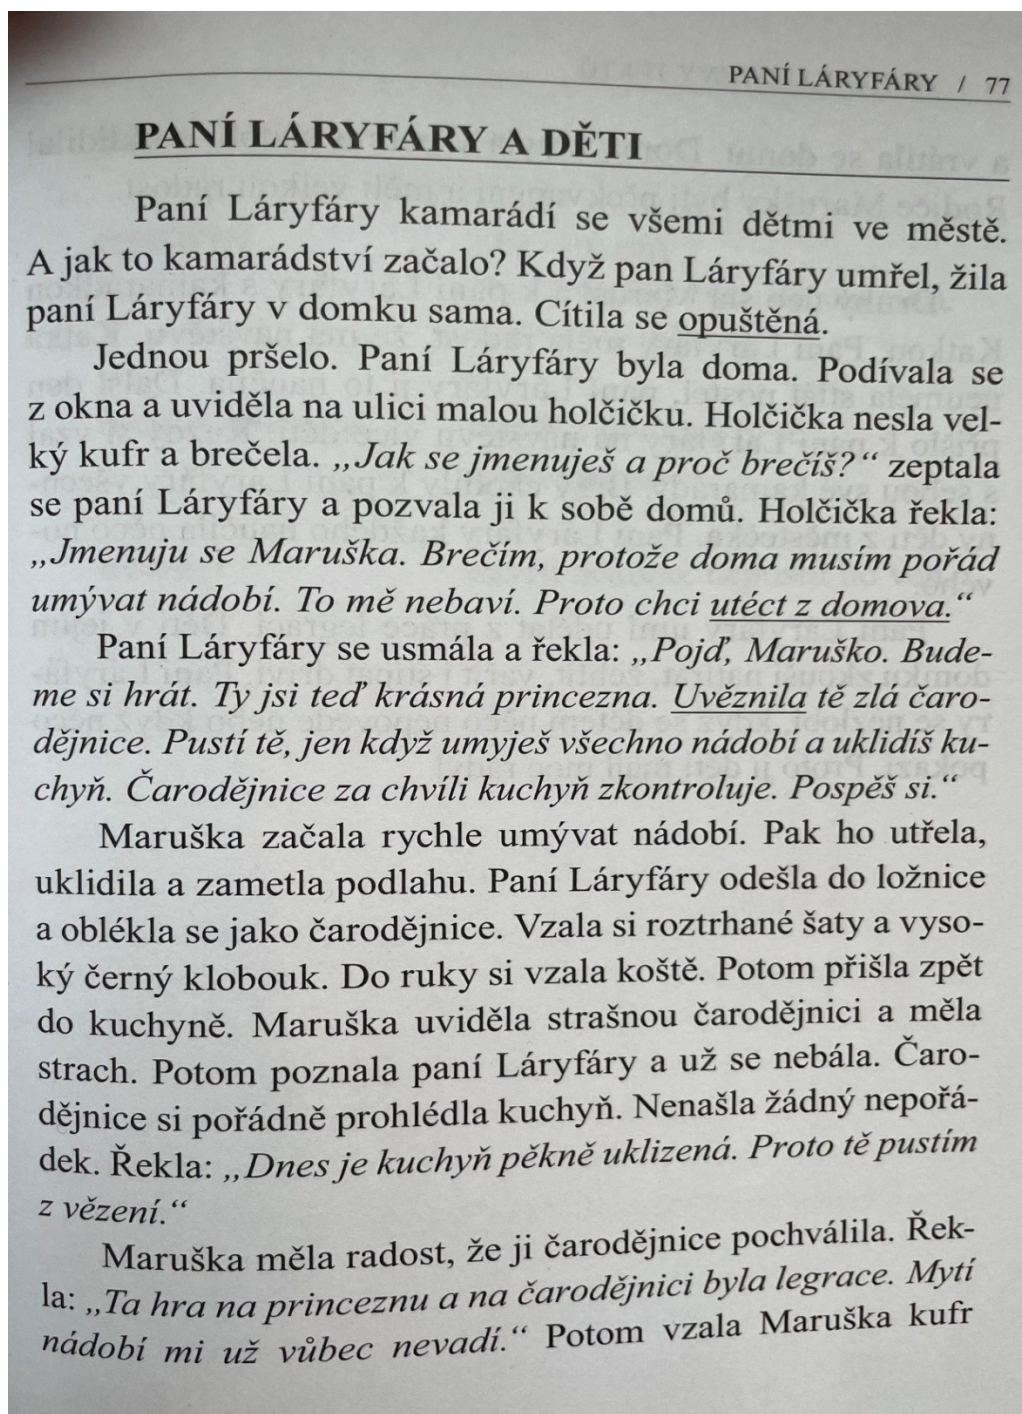 PANÍ LÁRYFÁRY / 77
PANÍ LÁRYFÁRY A DĚTI
Paní Láryfáry kamarádí se všemi dětmi ve městě.
A jak to kamarádství začalo? Když pan Láryfáry umřel, žila
paní Láryfáry v domku sama. Cítila se opuštěná.
Jednou pršelo. Paní Láryfáry byla doma. Podívala se
z okna a uviděla na ulici malou holčičku. Holčička nesla vel-
ký kufr a brečela. „Jak se jmenuješ a proč brečíš?“ zeptala
se paní Láryfáry a pozvala ji k sobě domů. Holčička řekla:
„Jmenuju se Maruška. Brečím, protože doma musím pořád
umývat nádobí. To mě nebaví. Proto chci utéct z domova.“
Paní Láryfáry se usmála a řekla: „Pojď, Maruško. Bude-
me si hrát. Ty jsi teď krásná princezna. Uvěznila tě zlá čaro-
dějnice. Pustí tě, jen když umyješ všechno nádobí a uklidíš ku-
chyň. Čarodějnice za chvíli kuchyň zkontroluje. Pospěš si.“
Maruška začala rychle umývat nádobí. Pak ho utřela,
uklidila a zametla podlahu. Paní Láryfáry odešla do ložnice
a oblékla se jako čarodějnice. Vzala si roztrhané šaty a vyso-
ký černý klobouk. Do ruky si vzala koště. Potom přišla zpět
do kuchyně. Maruška uviděla strašnou čarodějnici a měla
strach. Potom poznala paní Láryfáry a už se nebála. Čaro-
dějnice si pořádně prohlédla kuchyň. Nenašla žádný nepořá-
dek. Řekla: „Dnes je kuchyň pěkně uklizená. Proto tě pustím
z vězení.“
Maruška měla radost, že ji čarodějnice pochválila. Řek-
la: „Ta hra na princeznu a na čarodějnici byla legrace. Mytí
nádobí mi už vůbec nevadí.“ Potom vzala Maruška kufr